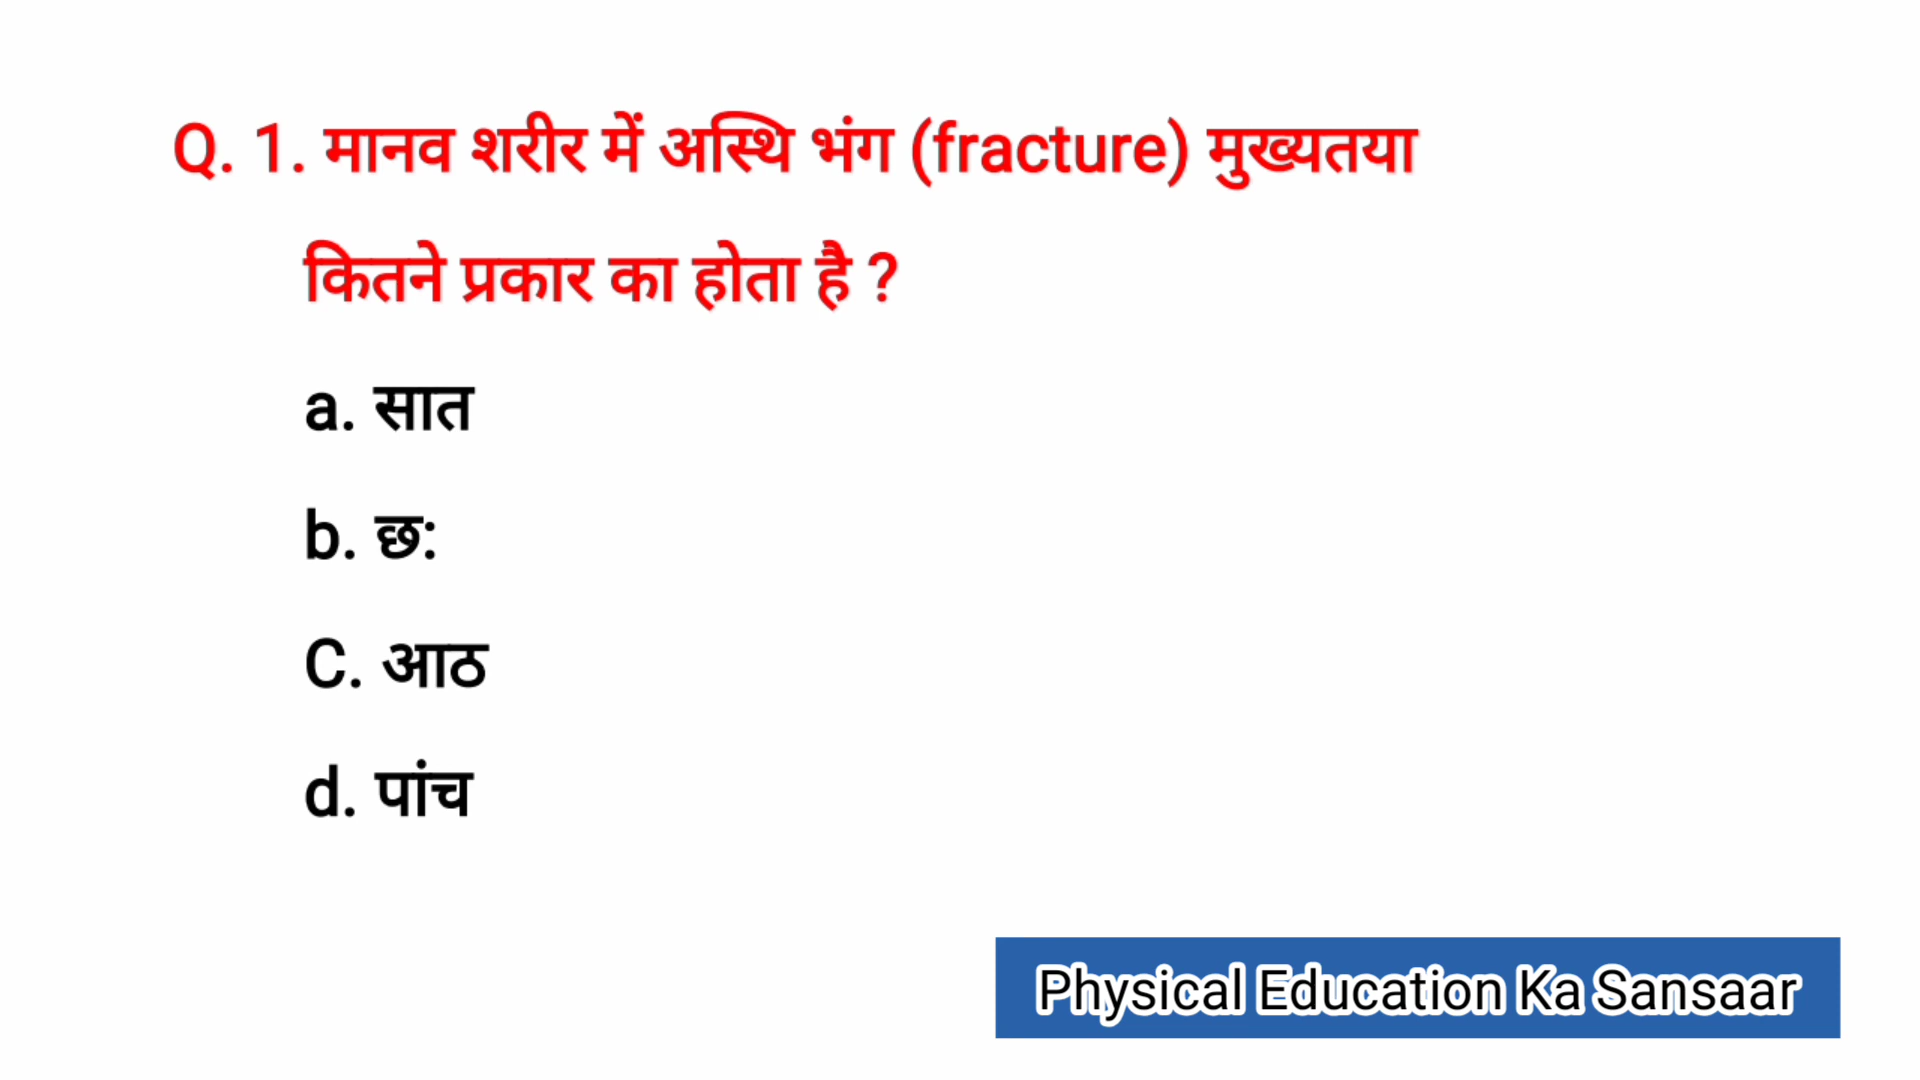 Q. 1. मानव शरीर में अस्थि भंग (fracture) मुख्यतया
कितने प्रकार का होता है ?
a. सात
b. छ:
C. आठ
d. पांच
Physical Education Ka Sansaar